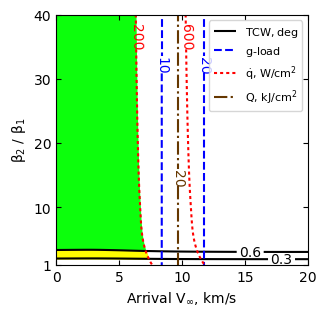 40
30
20
10
1
β₂ / β₁
0
5
10
15
20
Arrival V∞, km/s
TCW, deg
g-load
q̇, W/cm²
Q, kJ/cm²
200
600
10
20
20
0.6
0.3